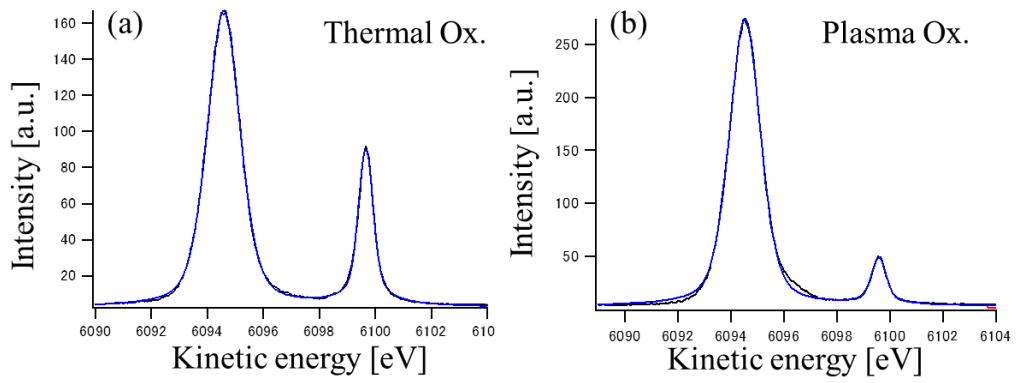 (a)
Thermal Ox.
160
140
120
100
80
60
40
20
Intensity [a.u.]
6090 6092 6094 6096 6098 6100 6102 610
Kinetic energy [eV]
(b)
Plasma Ox.
250
200
150
100
50
Intensity [a.u.]
6090 6092 6094 6096 6098 6100 6102 6104
Kinetic energy [eV]